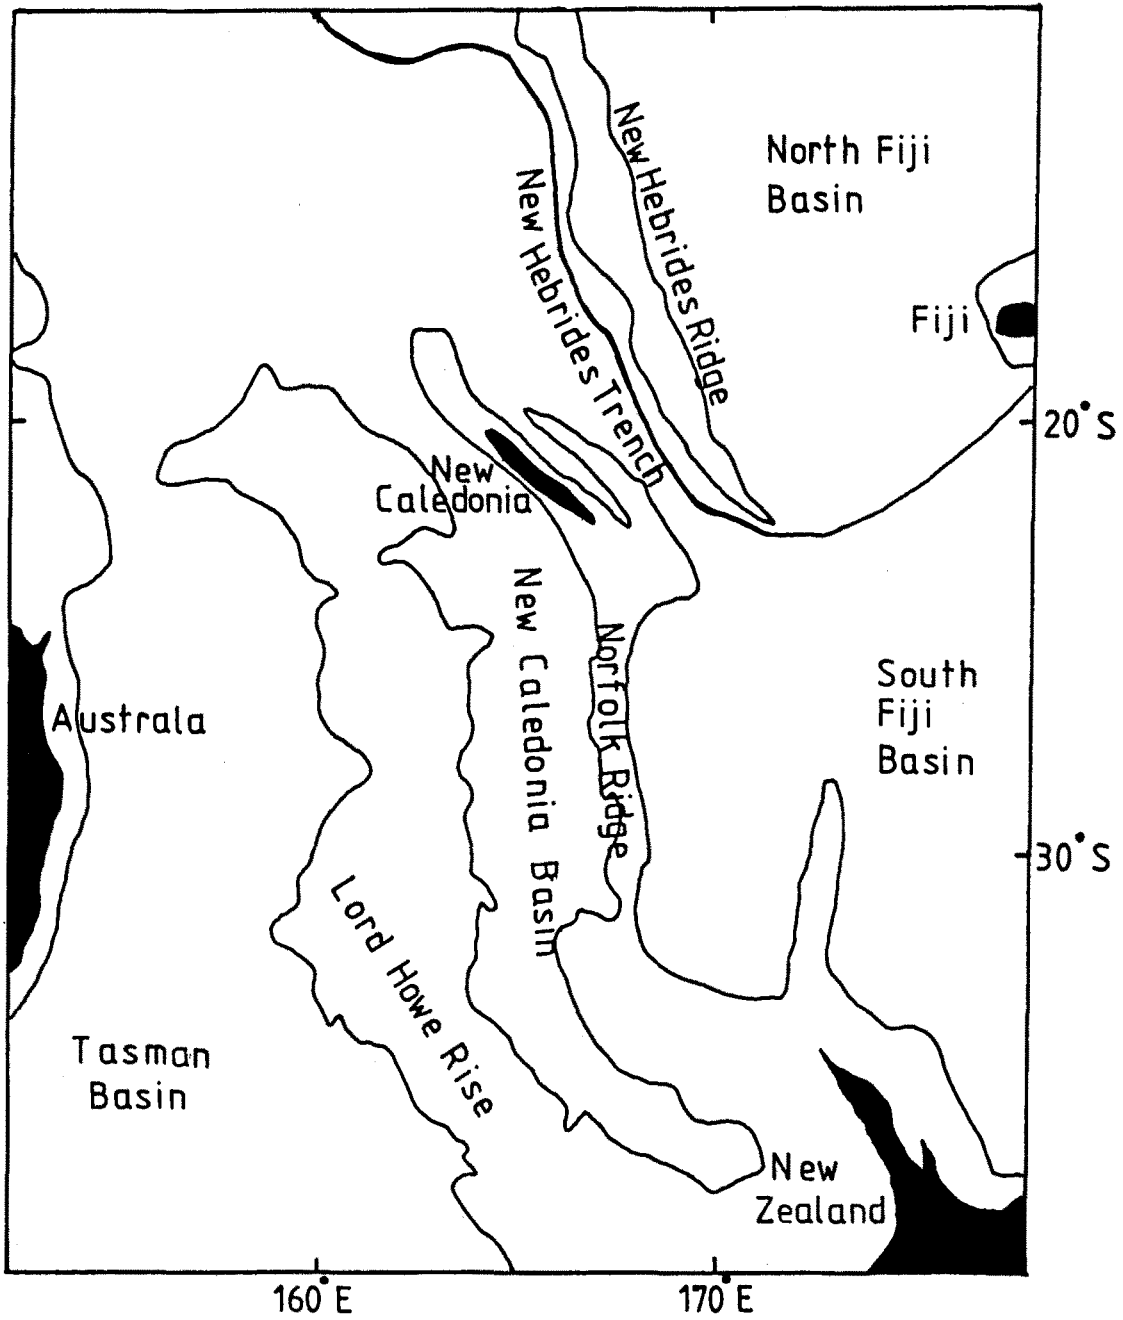 North Fiji
Basin
New Hebrides Ridge
New Hebrides Trench
Fiji
20°S
New
Caledonia
New Caledonia Basin
Norfolk Ridge
South
Fiji
Basin
Australa
30°S
Lord Howe Rise
Tasman
Basin
New
Zealand
160°E
170°E